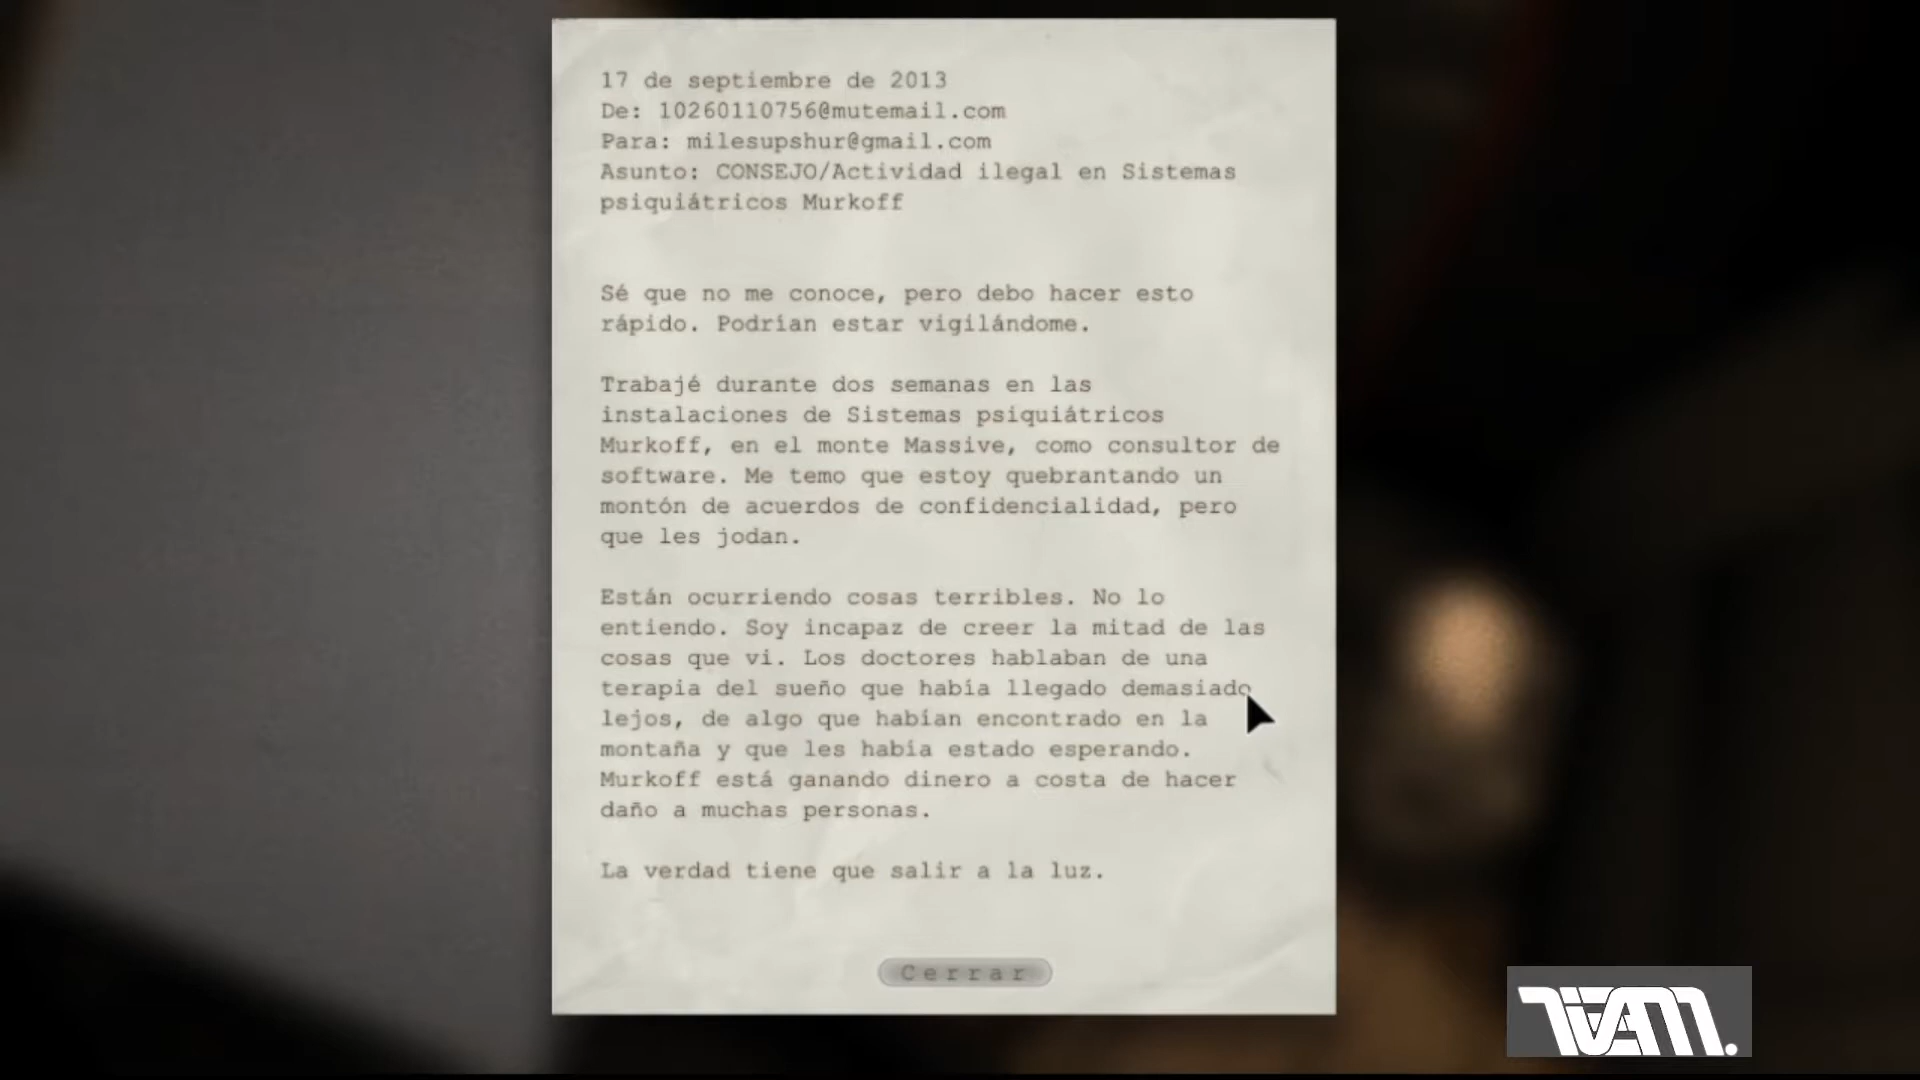 17 de septiembre de 2013
De: 10260110756@mutemail.com
Para: milesupshur@gmail.com
Asunto: CONSEJO/Actividad ilegal en Sistemas
psiquiátricos Murkoff
Sé que no me conoce, pero debo hacer esto
rápido. Podrían estar vigilándome.
Trabajé durante dos semanas en las
instalaciones de Sistemas psiquiátricos
Murkoff, en el monte Massive, como consultor de
software. Me temo que estoy quebrantando un
montón de acuerdos de confidencialidad, pero
que les jodan.
Están ocurriendo cosas terribles. No lo
entiendo. Soy incapaz de creer la mitad de las
cosas que vi. Los doctores hablaban de una
terapia del sueño que había llegado demasiado
lejos, de algo que habían encontrado en la
montaña y que les había estado esperando.
Murkoff está ganando dinero a costa de hacer
daño a muchas personas.
La verdad tiene que salir a la luz.
Cerrar